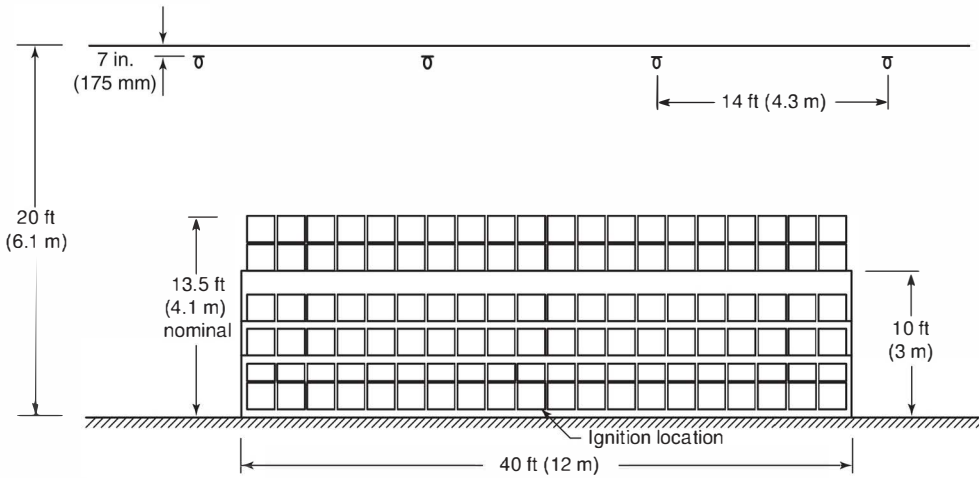 7 in.
(175 mm)
14 ft (4.3 m)
20 ft
(6.1 m)
13.5 ft
(4.1 m)
nominal
10 ft
(3 m)
Ignition location
40 ft (12 m)